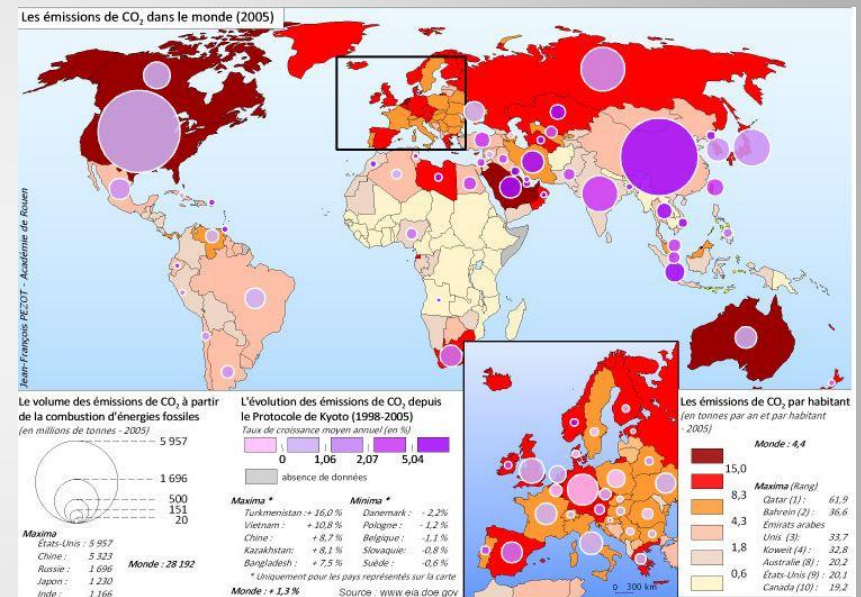 Les émissions de CO₂ dans le monde (2005)
Jean-François PEZOT - Académie de Rouen
Le volume des émissions de CO₂ à partir
de la combustion d'énergies fossiles
(en millions de tonnes - 2005)
5 957
1 696
500
151
20
Maxima
États-Unis : 5 957
Chine : 5 323
Russie : 1 696
Japon : 1 230
Inde : 1 166
Monde : 28 192
L'évolution des émissions de CO₂ depuis
le Protocole de Kyoto (1998-2005)
Taux de croissance moyen annuel (en %)
0 1,06 2,07 5,04
absence de données
Maxima *
Turkmenistan :+ 16,0 %
Vietnam : + 10,8 %
Chine : + 8,7 %
Kazakhstan: + 8,1 %
Bangladesh : + 7,5 %
Minima *
Danemark : - 2,2%
Pologne : - 1,2 %
Belgique : -1,1 %
Slovaquie: -0,8 %
Suède : -0,6 %
* Uniquement pour les pays représentés sur la carte
Monde : + 1,3 %
Source : www.eia.doe.gov
0 300 km
Les émissions de CO₂ par habitant
(en tonnes par an et par habitant
- 2005)
Monde : 4,4
15,0
8,3
4,3
1,8
0,6
Maxima (Rang)
Qatar (1) : 61,9
Bahrein (2) : 36,6
Émirats arabes
Unis (3): 33,7
Koweit (4) : 32,8
Australie (8) : 20,2
États-Unis (9) : 20,1
Canada (10) : 19,2